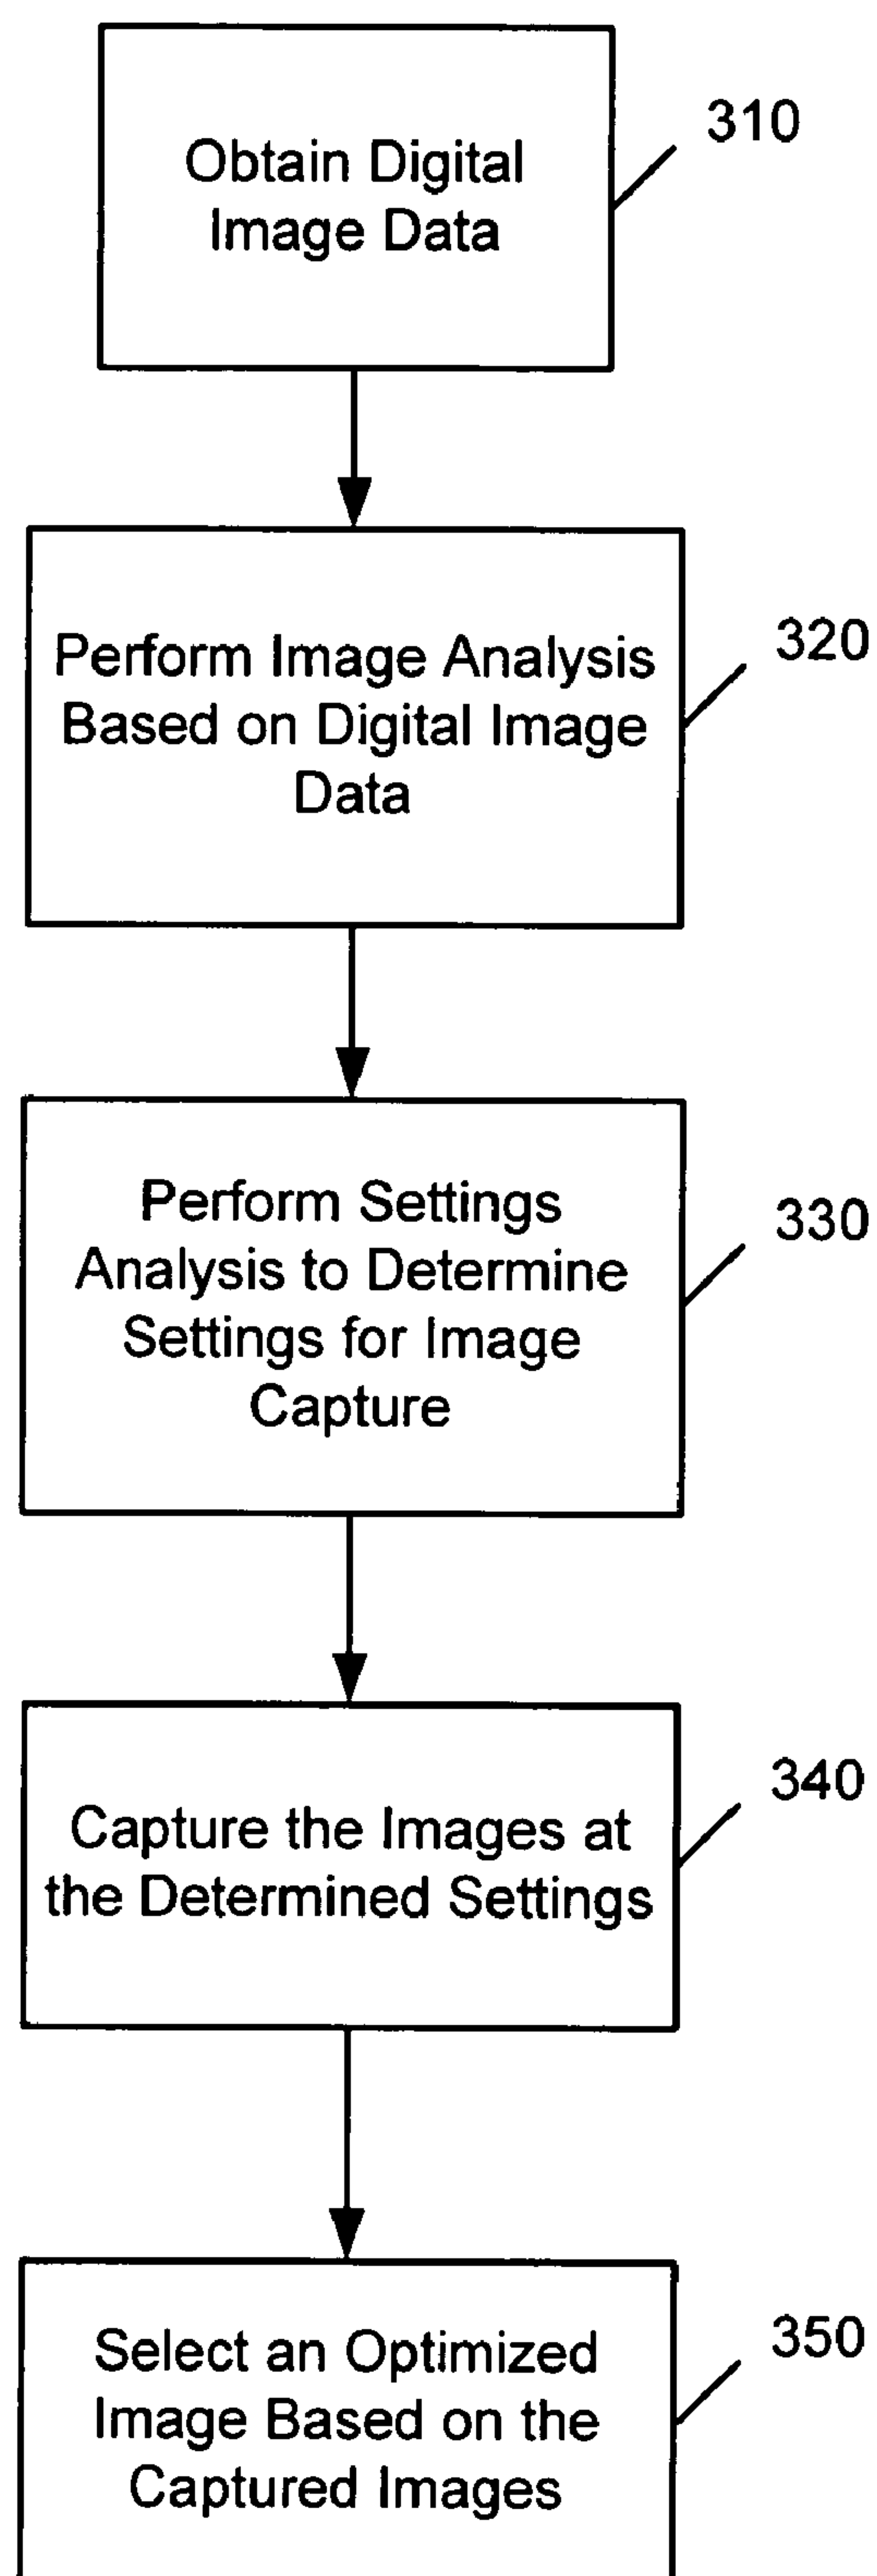 Obtain Digital
Image Data
310
Perform Image Analysis
Based on Digital Image
Data
320
Perform Settings
Analysis to Determine
Settings for Image
Capture
330
Capture the Images at
the Determined Settings
340
Select an Optimized
Image Based on the
Captured Images
350